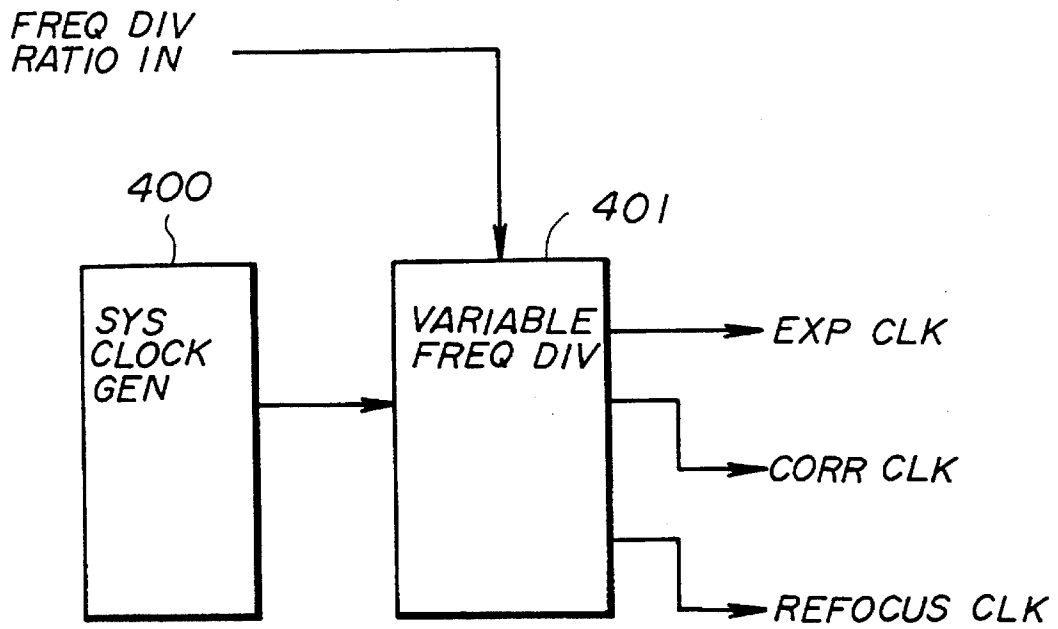 FREQ DIV
RATIO IN
400
401
SYS
CLOCK
GEN
VARIABLE
FREQ DIV
EXP CLK
CORR CLK
REFOCUS CLK